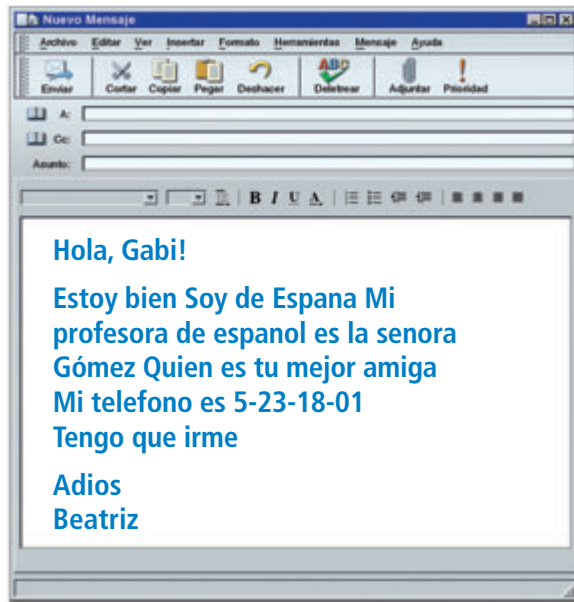 Nuevo Mensaje
Archivo Editar Ver Insertar Formato Herramientas Mensaje Ayuda
Enviar Cortar Copiar Pegar Deshacer Deletrear Adjuntar Prioridad
A:
Cc:
Asunto:
B I U A
Hola, Gabi!
Estoy bien Soy de Espana Mi
profesora de espanol es la senora
Gómez Quien es tu mejor amiga
Mi telefono es 5-23-18-01
Tengo que irme
Adios
Beatriz